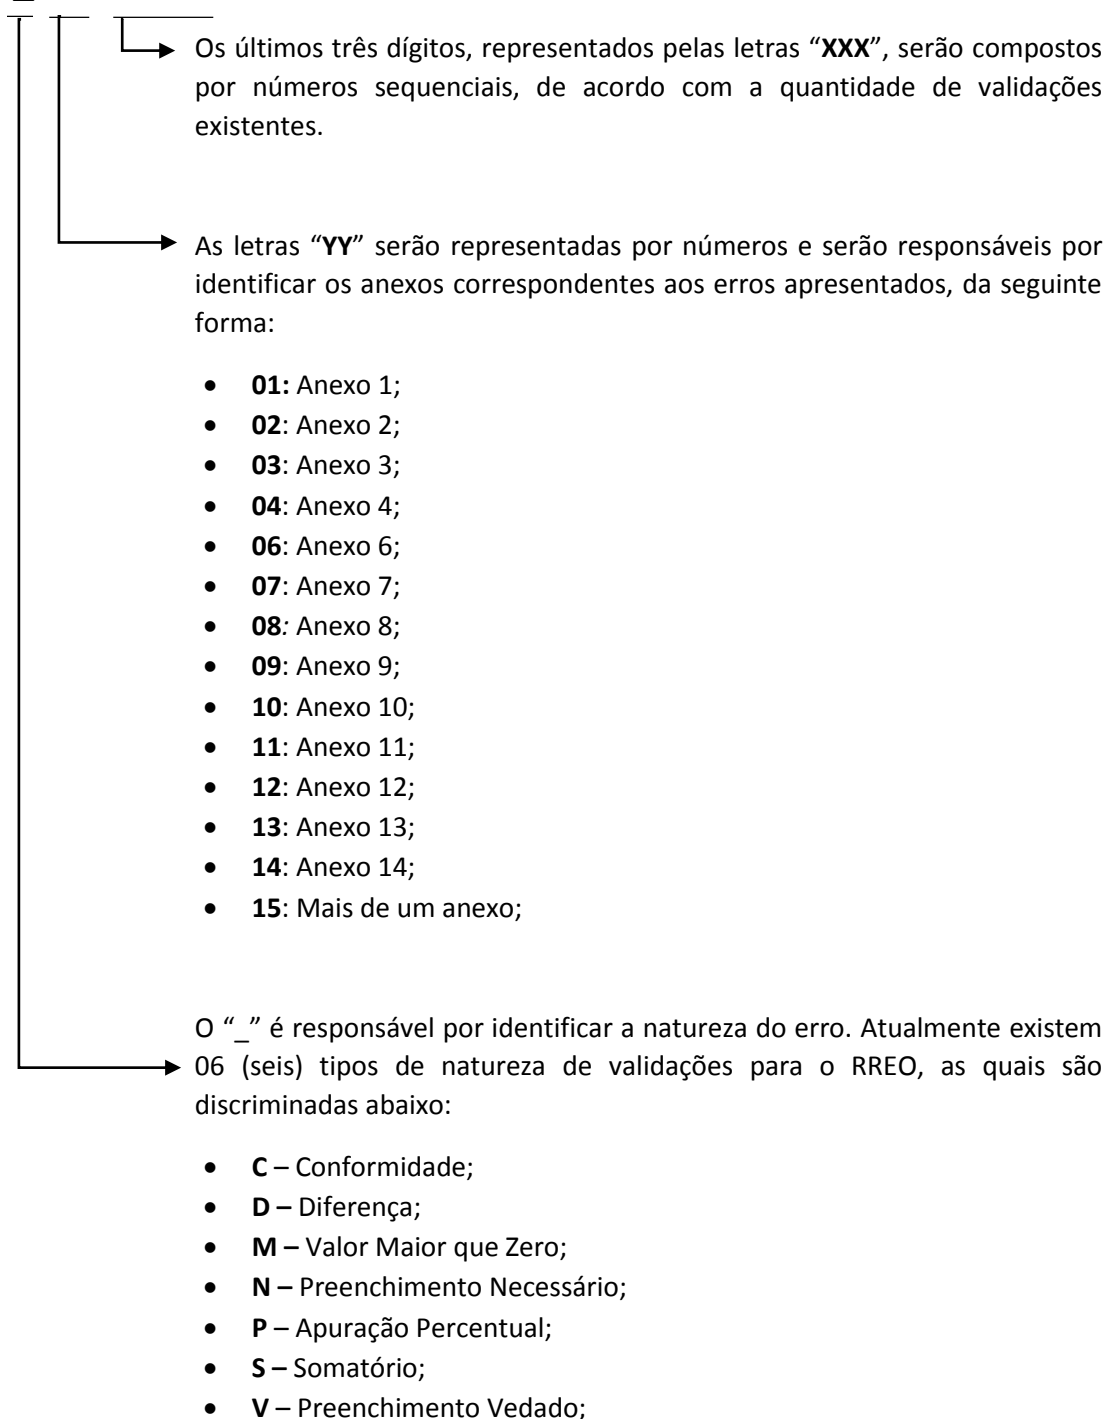 Os últimos três dígitos, representados pelas letras “XXX”, serão compostos
por números sequenciais, de acordo com a quantidade de validações
existentes.
As letras “YY” serão representadas por números e serão responsáveis por
identificar os anexos correspondentes aos erros apresentados, da seguinte
forma:
• 01: Anexo 1;
• 02: Anexo 2;
• 03: Anexo 3;
• 04: Anexo 4;
• 06: Anexo 6;
• 07: Anexo 7;
• 08: Anexo 8;
• 09: Anexo 9;
• 10: Anexo 10;
• 11: Anexo 11;
• 12: Anexo 12;
• 13: Anexo 13;
• 14: Anexo 14;
• 15: Mais de um anexo;
O “_” é responsável por identificar a natureza do erro. Atualmente existem
06 (seis) tipos de natureza de validações para o RREO, as quais são
discriminadas abaixo:
• C – Conformidade;
• D – Diferença;
• M – Valor Maior que Zero;
• N – Preenchimento Necessário;
• P – Apuração Percentual;
• S – Somatório;
• V – Preenchimento Vedado;